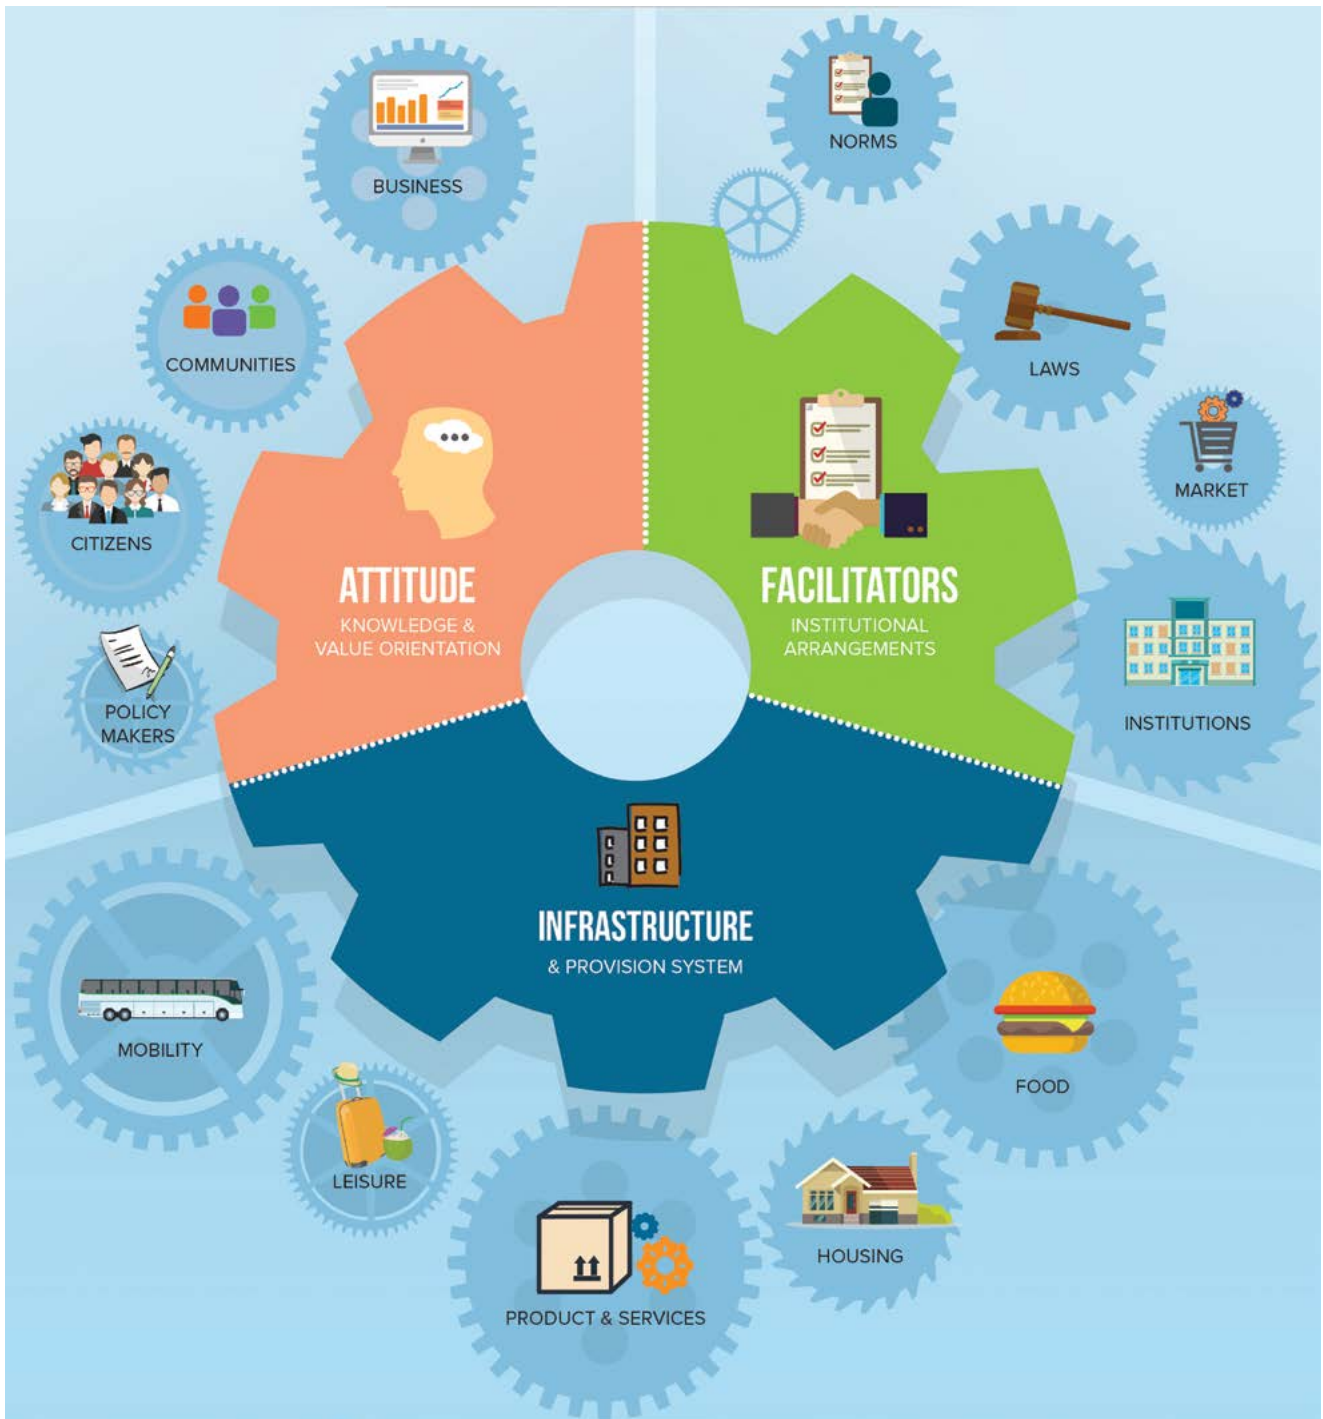 BUSINESS
NORMS
COMMUNITIES
LAWS
CITIZENS
MARKET
ATTITUDE
KNOWLEDGE &
VALUE ORIENTATION
FACILITATORS
INSTITUTIONAL
ARRANGEMENTS
POLICY
MAKERS
INSTITUTIONS
INFRASTRUCTURE
& PROVISION SYSTEM
MOBILITY
FOOD
LEISURE
HOUSING
PRODUCT & SERVICES